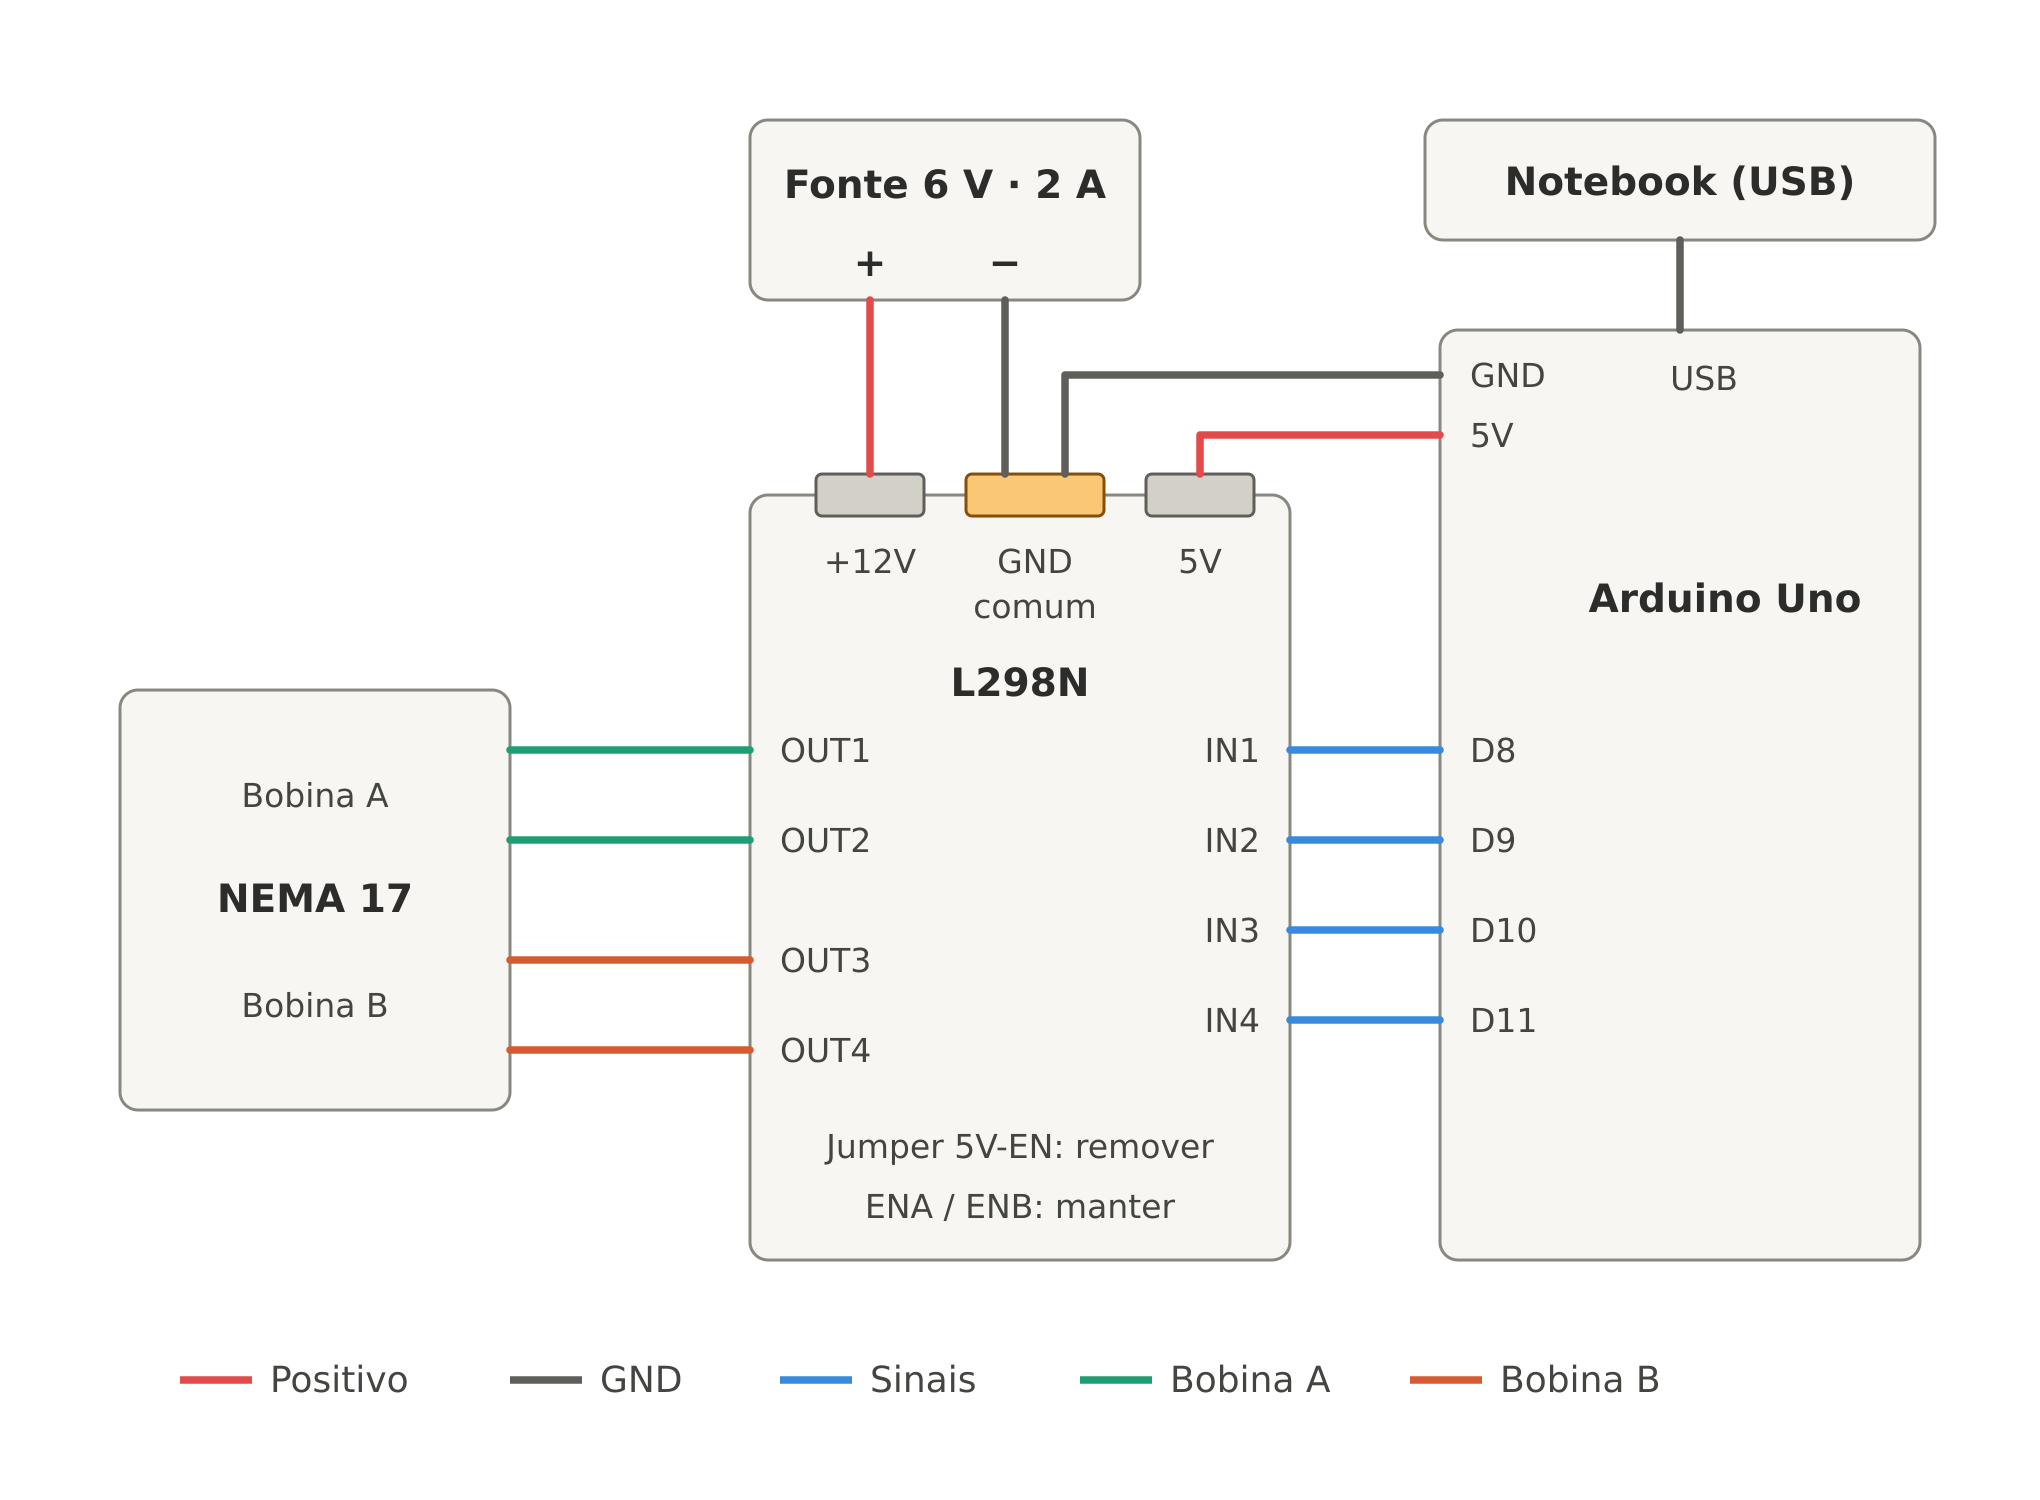 Fonte 6 V · 2 A
+ −
Notebook (USB)
GND USB
5V
+12V GND 5V
comum
Arduino Uno
L298N
OUT1 IN1 D8
Bobina A
OUT2 IN2 D9
NEMA 17
IN3 D10
OUT3
Bobina B
IN4 D11
OUT4
Jumper 5V-EN: remover
ENA / ENB: manter
Positivo GND Sinais Bobina A Bobina B